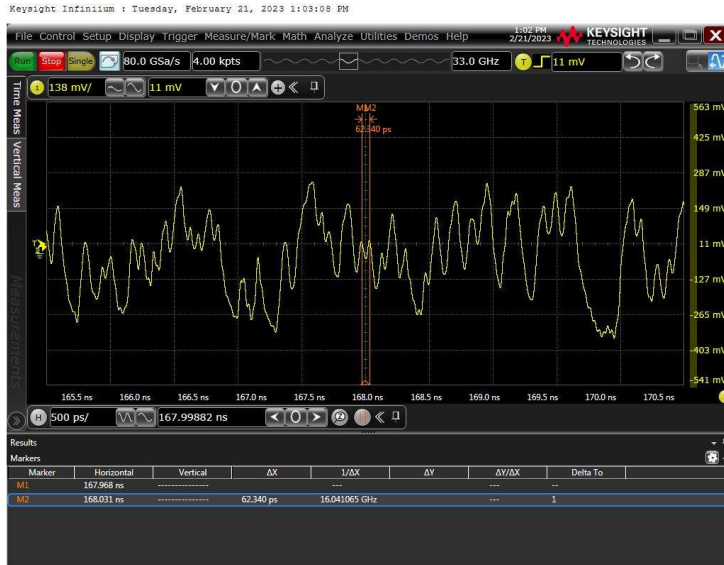 Keysight Infiniium : Tuesday, February 21, 2023 1:03:08 PM
File Control Setup Display Trigger Measure/Mark Math Analyze Utilities Demos Help
1:02 PM
2/21/2023
KEYSIGHT
TECHNOLOGIES
Run Stop Single 80.0 GSa/s 4.00 kpts 33.0 GHz T 11 mV
1 138 mV/ 11 mV 0
Time Meas
Vertical Meas
Measurements
62.340 ps
563 mV
425 mV
287 mV
149 mV
11 mV
-127 mV
-265 mV
-403 mV
-541 mV
165.5 ns 166.0 ns 166.5 ns 167.0 ns 167.5 ns 168.0 ns 168.5 ns 169.0 ns 169.5 ns 170.0 ns 170.5 ns
H 500 ps/ 167.99882 ns 0
Results
Markers
Marker Horizontal Vertical ΔX 1/ΔX ΔY ΔY/ΔX Delta To
M1 167.968 ns --------------- --- --- --
M2 168.031 ns --------------- 62.340 ps 16.041065 GHz --- 1